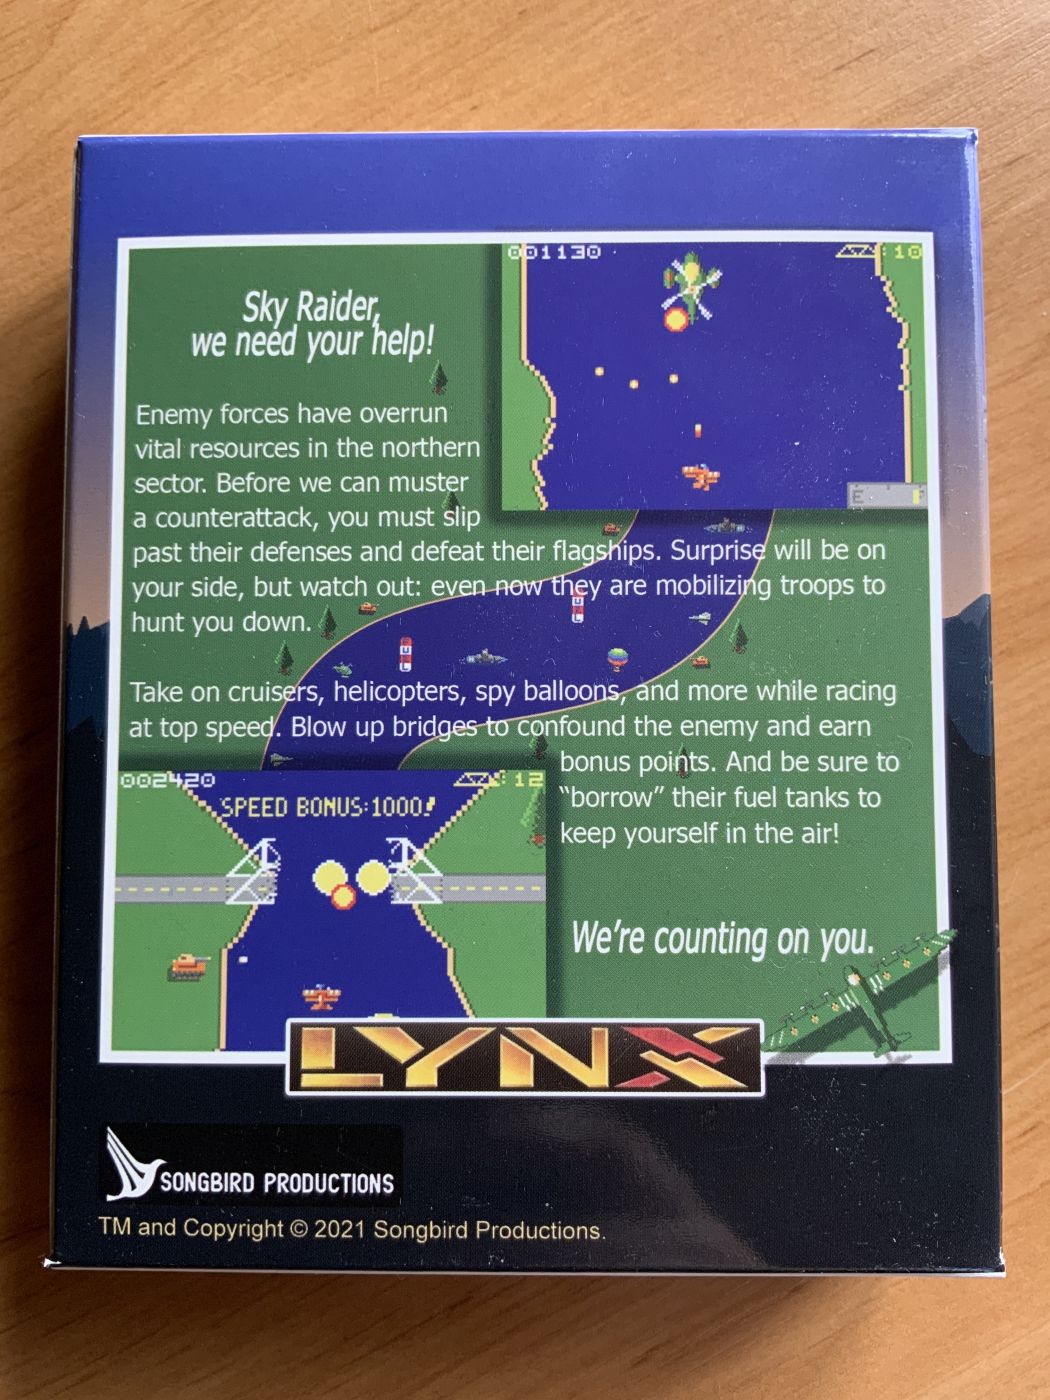 001130
10
Sky Raider,
we need your help!
Enemy forces have overrun
vital resources in the northern
sector. Before we can muster
a counterattack, you must slip
past their defenses and defeat their flagships. Surprise will be on
your side, but watch out: even now they are mobilizing troops to
hunt you down.
E F
FUEL
FUEL
Take on cruisers, helicopters, spy balloons, and more while racing
at top speed. Blow up bridges to confound the enemy and earn
bonus points. And be sure to
“borrow” their fuel tanks to
keep yourself in the air!
002420
12
SPEED BONUS:1000!
We're counting on you.
LYNX
SONGBIRD PRODUCTIONS
TM and Copyright © 2021 Songbird Productions.